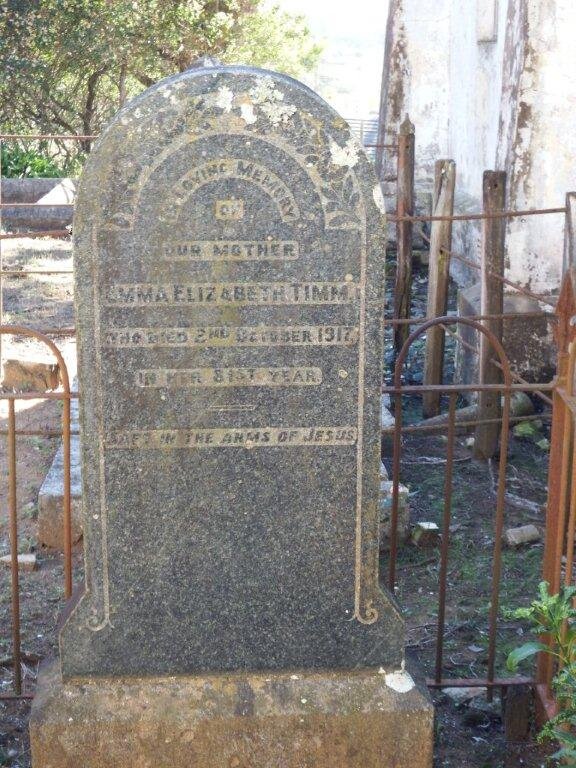 IN LOVING MEMORY
OF
OUR MOTHER
EMMA ELIZABETH TIMM,
WHO DIED 2ND OCTOBER 1917,
IN HER 81ST YEAR.
SAFE IN THE ARMS OF JESUS